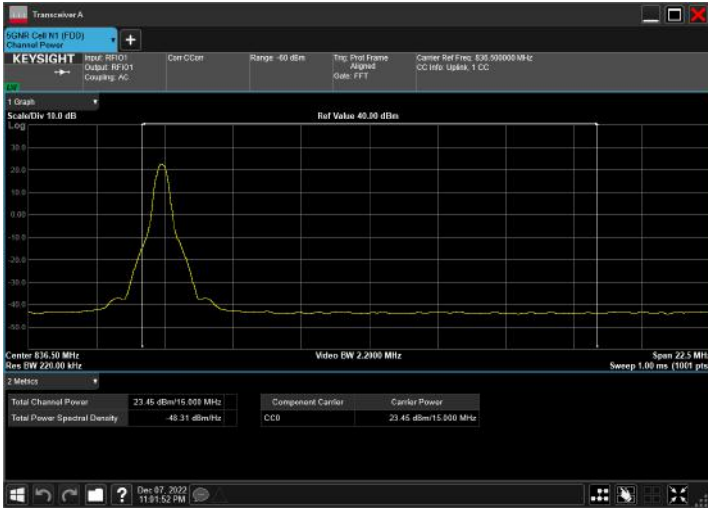 Transceiver A
5GNR Cell N1 (FDD)
Channel Power
KEYSIGHT
Input: RFIO1
Output: RFIO1
Coupling: AC
Corr CCorr
Range -60 dBm
Trig: Prot Frame
Aligned
Gate: FFT
Carrier Ref Freq: 836.500000 MHz
CC Info: Uplink, 1 CC
1 Graph
Scale/Div 10.0 dB
Ref Value 40.00 dBm
Log
30.0
20.0
10.0
0.00
-10.0
-20.0
-30.0
-40.0
-50.0
Center 836.50 MHz
Video BW 2.2000 MHz
Span 22.5 MHz
Res BW 220.00 kHz
Sweep 1.00 ms (1001 pts
2 Metrics
Total Channel Power 23.45 dBm/15.000 MHz
Total Power Spectral Density -48.31 dBm/Hz
Component Carrier Carrier Power
CC0 23.45 dBm/15.000 MHz
Dec 07, 2022
11:01:52 PM